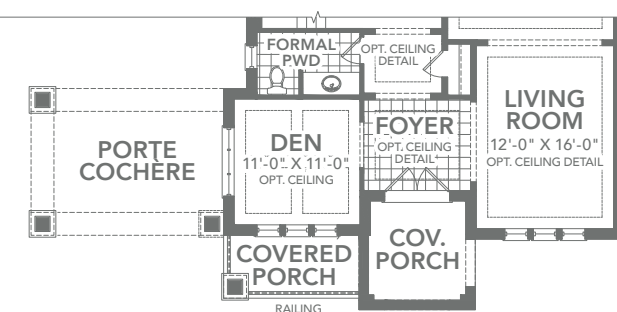 FORMAL
PWD
OPT. CEILING
DETAIL
PORTE
COCHÈRE
DEN
11'-0" X 11'-0"
OPT. CEILING
FOYER
OPT. CEILING
DETAIL
LIVING
ROOM
12'-0" X 16'-0"
OPT. CEILING DETAIL
COVERED
PORCH
COV.
PORCH
RAILING